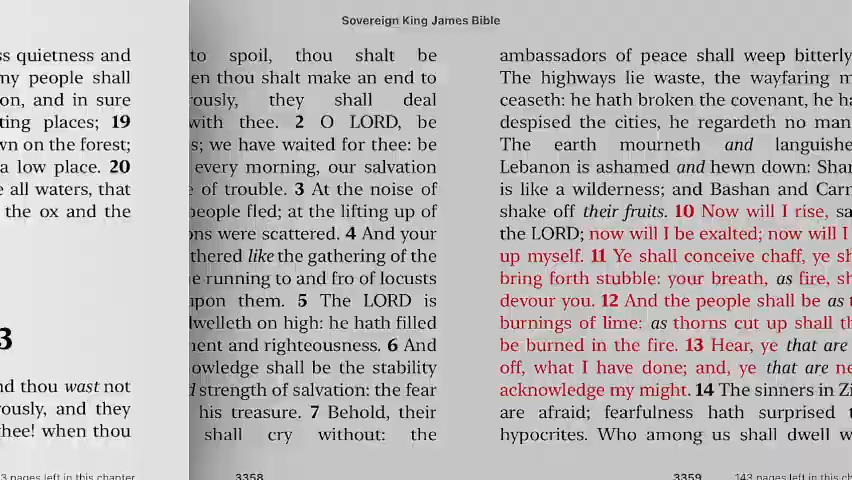 Sovereign King James Bible
ss quietness and
my people shall
on, and in sure
ting places; 19
wn on the forest;
a low place. 20
e all waters, that
the ox and the
3
nd thou wast not
rously, and they
hee! when thou
3 pages left in this chapter
to spoil, thou shalt be
en thou shalt make an end to
rously, they shall deal
with thee. 2 O LORD, be
s; we have waited for thee: be
every morning, our salvation
e of trouble. 3 At the noise of
people fled; at the lifting up of
ons were scattered. 4 And your
thered like the gathering of the
e running to and fro of locusts
upon them. 5 The LORD is
dwelleth on high: he hath filled
ment and righteousness. 6 And
owledge shall be the stability
d strength of salvation: the fear
his treasure. 7 Behold, their
shall cry without: the
3358
ambassadors of peace shall weep bitterly
The highways lie waste, the wayfaring m
ceaseth: he hath broken the covenant, he ha
despised the cities, he regardeth no man
The earth mourneth and languishe
Lebanon is ashamed and hewn down: Shar
is like a wilderness; and Bashan and Carm
shake off their fruits. 10 Now will I rise, sa
the LORD; now will I be exalted; now will I
up myself. 11 Ye shall conceive chaff, ye sh
bring forth stubble: your breath, as fire, sh
devour you. 12 And the people shall be as t
burnings of lime: as thorns cut up shall th
be burned in the fire. 13 Hear, ye that are
off, what I have done; and, ye that are ne
acknowledge my might. 14 The sinners in Zi
are afraid; fearfulness hath surprised t
hypocrites. Who among us shall dwell w
3359
143 pages left in this ch